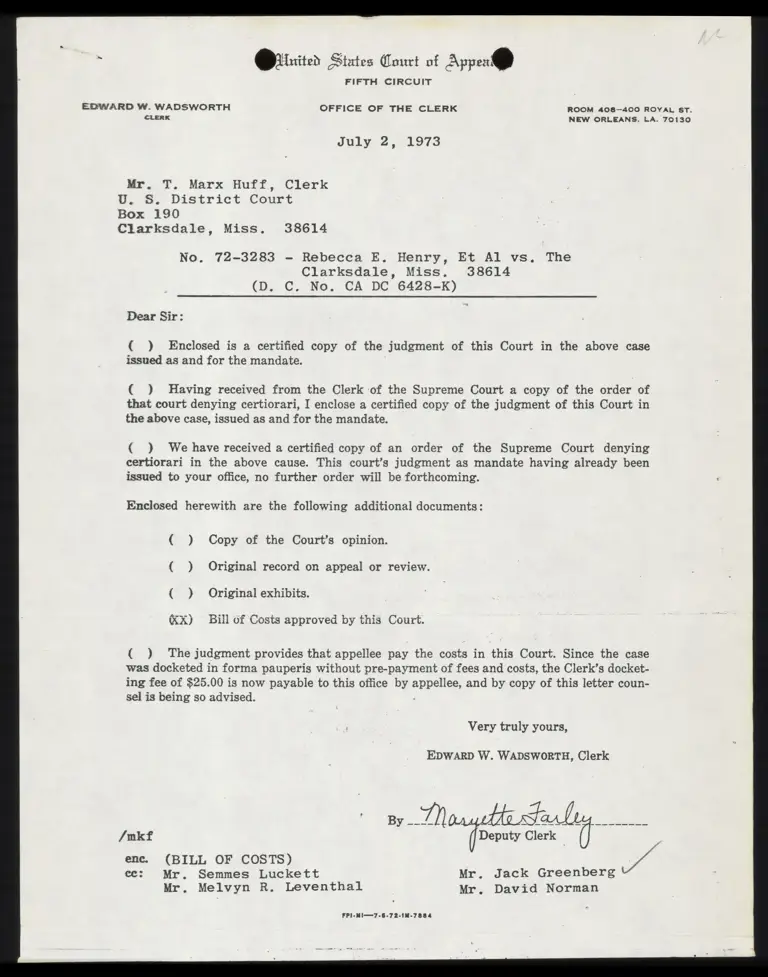 United States Court of Appeals
FIFTH CIRCUIT
EDWARD W. WADSWORTH
CLERK
OFFICE OF THE CLERK
ROOM 408—400 ROYAL ST.
NEW ORLEANS, LA. 70130
July 2, 1973
Mr. T. Marx Huff, Clerk
U. S. District Court
Box 190
Clarksdale, Miss. 38614
No. 72-3283 - Rebecca E. Henry, Et Al vs. The
Clarksdale, Miss. 38614
(D. C. No. CA DC 6428-K)
Dear Sir:
( ) Enclosed is a certified copy of the judgment of this Court in the above case
issued as and for the mandate.
( ) Having received from the Clerk of the Supreme Court a copy of the order of
that court denying certiorari, I enclose a certified copy of the judgment of this Court in
the above case, issued as and for the mandate.
( ) We have received a certified copy of an order of the Supreme Court denying
certiorari in the above cause. This court's judgment as mandate having already been
issued to your office, no further order will be forthcoming.
Enclosed herewith are the following additional documents:
( ) Copy of the Court's opinion.
( ) Original record on appeal or review.
( ) Original exhibits.
(XX) Bill of Costs approved by this Court.
( ) The judgment provides that appellee pay the costs in this Court. Since the case
was docketed in forma pauperis without pre-payment of fees and costs, the Clerk's docket-
ing fee of $25.00 is now payable to this office by appellee, and by copy of this letter coun-
sel is being so advised.
Very truly yours,
EDWARD W. WADSWORTH, Clerk
By Maryette Farley
Deputy Clerk
/mkf
enc. (BILL OF COSTS)
cc: Mr. Semmes Luckett
Mr. Melvyn R. Leventhal
Mr. Jack Greenberg
Mr. David Norman
FPI-MI—7-6-72-1M-7884